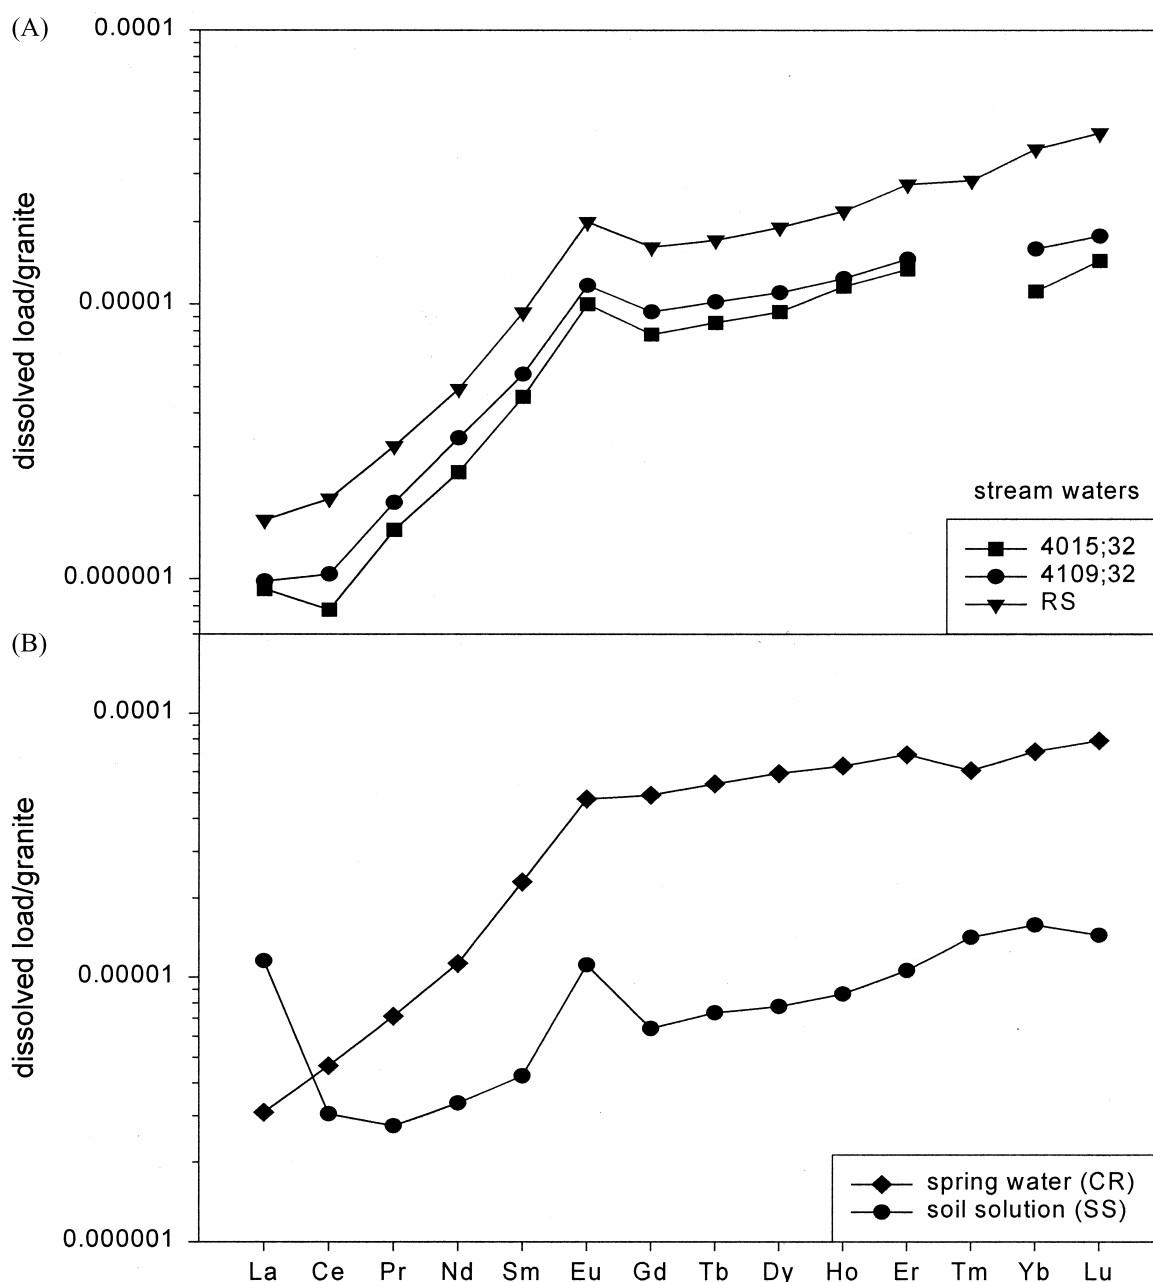 (A)
0.0001
0.00001
0.000001
dissolved load/granite
stream waters
4015;32
4109;32
RS
(B)
0.0001
0.00001
0.000001
dissolved load/granite
spring water (CR)
soil solution (SS)
La Ce Pr Nd Sm Eu Gd Tb Dy Ho Er Tm Yb Lu